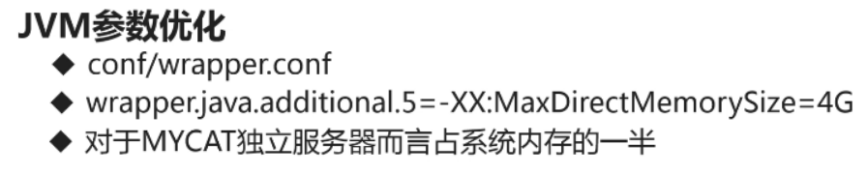 JVM参数优化
◆ conf/wrapper.conf
◆ wrapper.java.additional.5=-XX:MaxDirectMemorySize=4G
◆ 对于MYCAT独立服务器而言占系统内存的一半